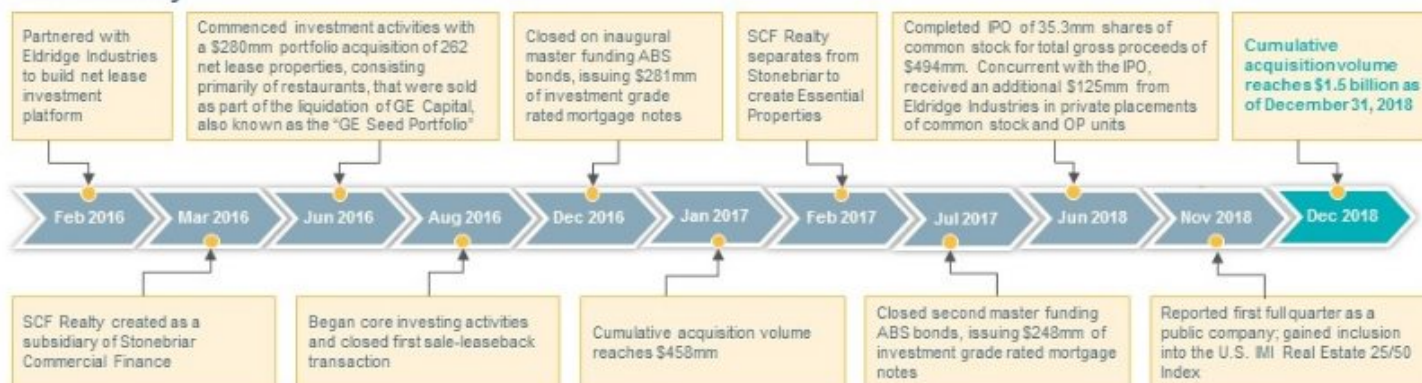 Partnered with
Eldridge Industries
to build net lease
investment
platform
Commenced investment activities with
a $280mm portfolio acquisition of 262
net lease properties, consisting
primarily of restaurants, that were sold
as part of the liquidation of GE Capital,
also known as the “GE Seed Portfolio”
Closed on inaugural
master funding ABS
bonds, issuing $281mm
of investment grade
rated mortgage notes
SCF Realty
separates from
Stonebriar to
create Essential
Properties
Completed IPO of 35.3mm shares of
common stock for total gross proceeds of
$494mm. Concurrent with the IPO,
received an additional $125mm from
Eldridge Industries in private placements
of common stock and OP units
Cumulative
acquisition volume
reaches $1.5 billion as
of December 31, 2018
Feb 2016
Mar 2016
Jun 2016
Aug 2016
Dec 2016
Jan 2017
Feb 2017
Jul 2017
Jun 2018
Nov 2018
Dec 2018
SCF Realty created as a
subsidiary of Stonebriar
Commercial Finance
Began core investing activities
and closed first sale-leaseback
transaction
Cumulative acquisition volume
reaches $458mm
Closed second master funding
ABS bonds, issuing $248mm of
investment grade rated mortgage
notes
Reported first full quarter as a
public company; gained inclusion
into the U.S. IMI Real Estate 25/50
Index